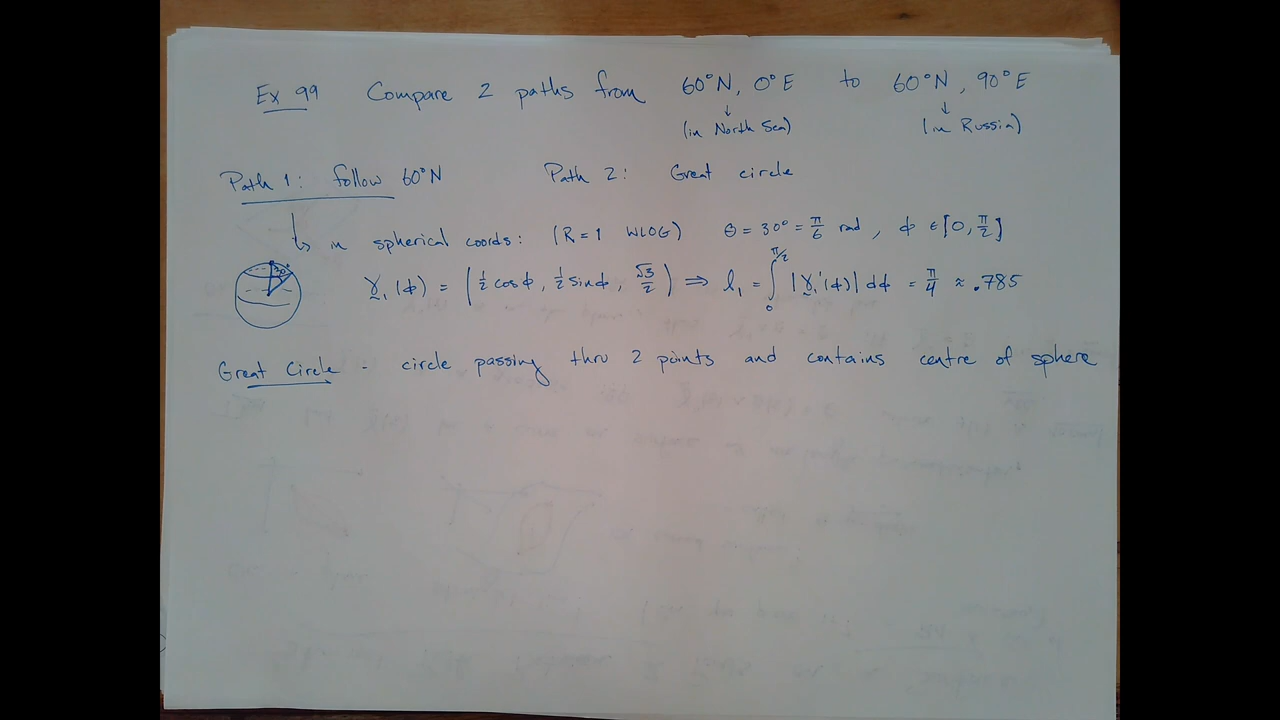 Ex 99 Compare 2 paths from 60°N, 0°E to 60°N, 90°E
↓ ↓
(in North Sea) (in Russia)
Path 1: follow 60°N Path 2: Great circle
↳ in spherical coords: (R=1 WLOG) θ = 30° = π/6 rad, ϕ ∈ [0, π/2]
30°
γ₁(ϕ) = (½ cosϕ, ½ sinϕ, √3/2) ⇒ l₁ = ∫₀^{π/2} |γ₁'(ϕ)| dϕ = π/4 ≈ .785
Great Circle - circle passing thru 2 points and contains centre of sphere